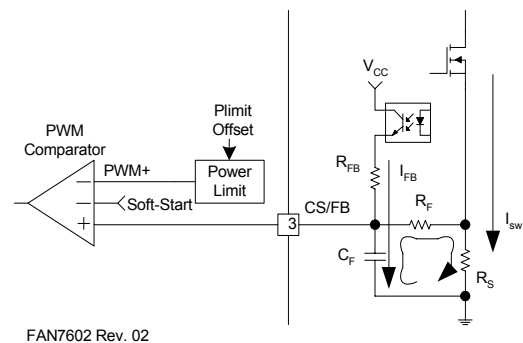 V_CC
Plimit
Offset
PWM
Comparator
PWM+
Power
Limit
R_FB
I_FB
Soft-Start
CS/FB
3
R_F
I_sw
C_F
R_S
FAN7602 Rev. 02